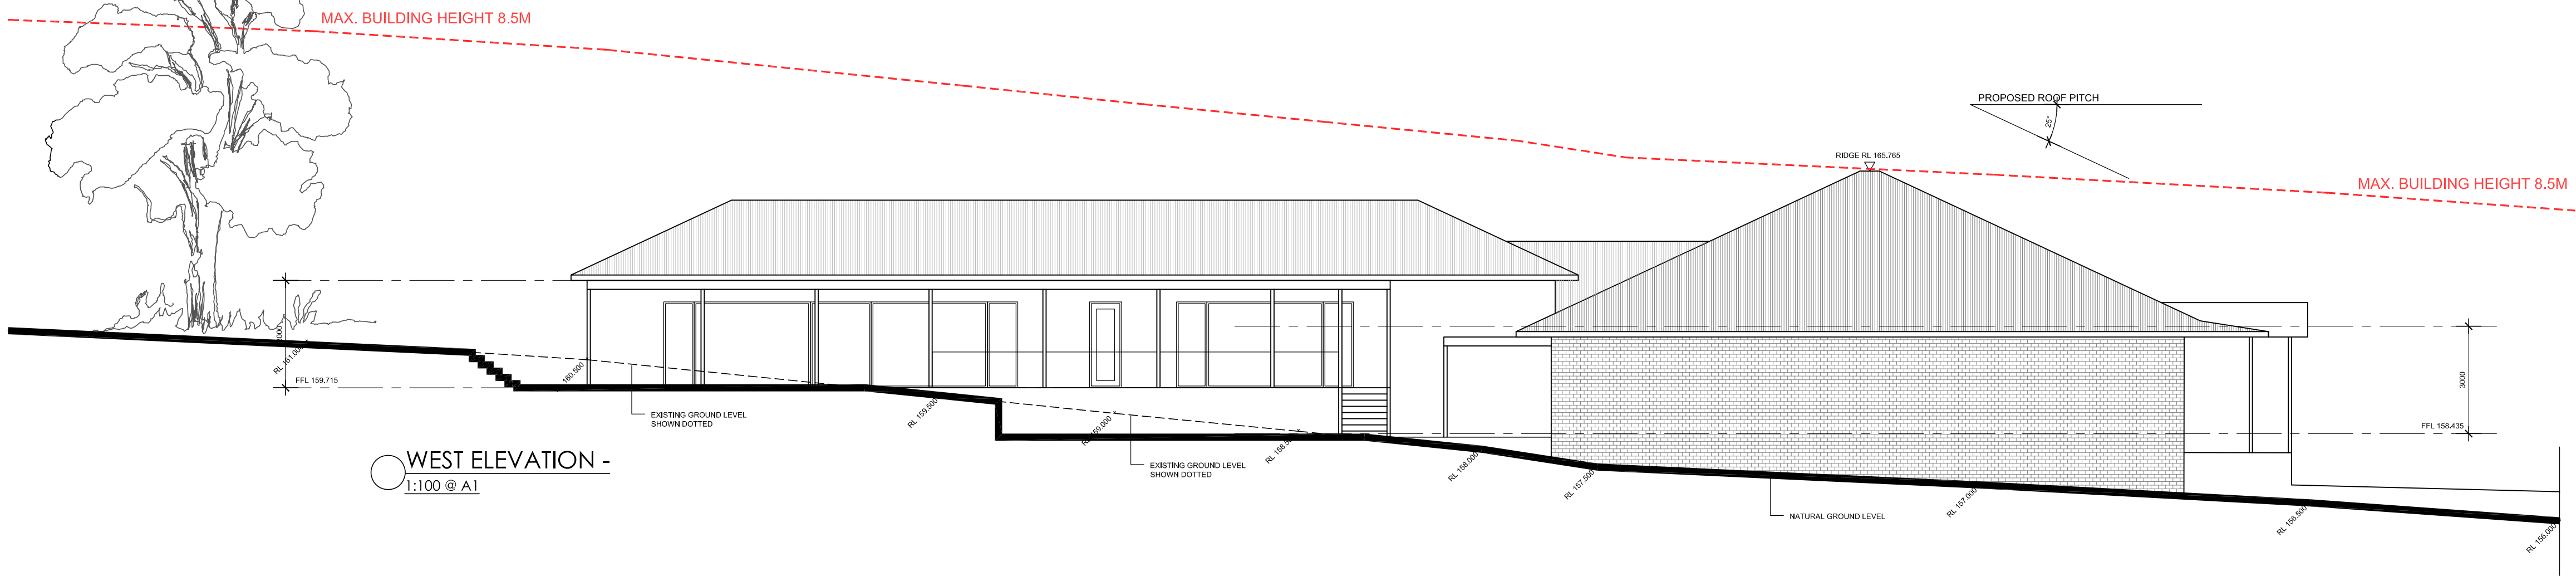 MAX. BUILDING HEIGHT 8.5M
PROPOSED ROOF PITCH
25°
RIDGE RL 165.765
MAX. BUILDING HEIGHT 8.5M
RL 161.000
FFL 159.715
160.500
EXISTING GROUND LEVEL
SHOWN DOTTED
RL 159.500
RL 159.000
EXISTING GROUND LEVEL
SHOWN DOTTED
RL 158.000
RL 157.500
NATURAL GROUND LEVEL
RL 157.000
RL 156.500
RL 156.000
3000
FFL 158.435
WEST ELEVATION -
1:100 @ A1